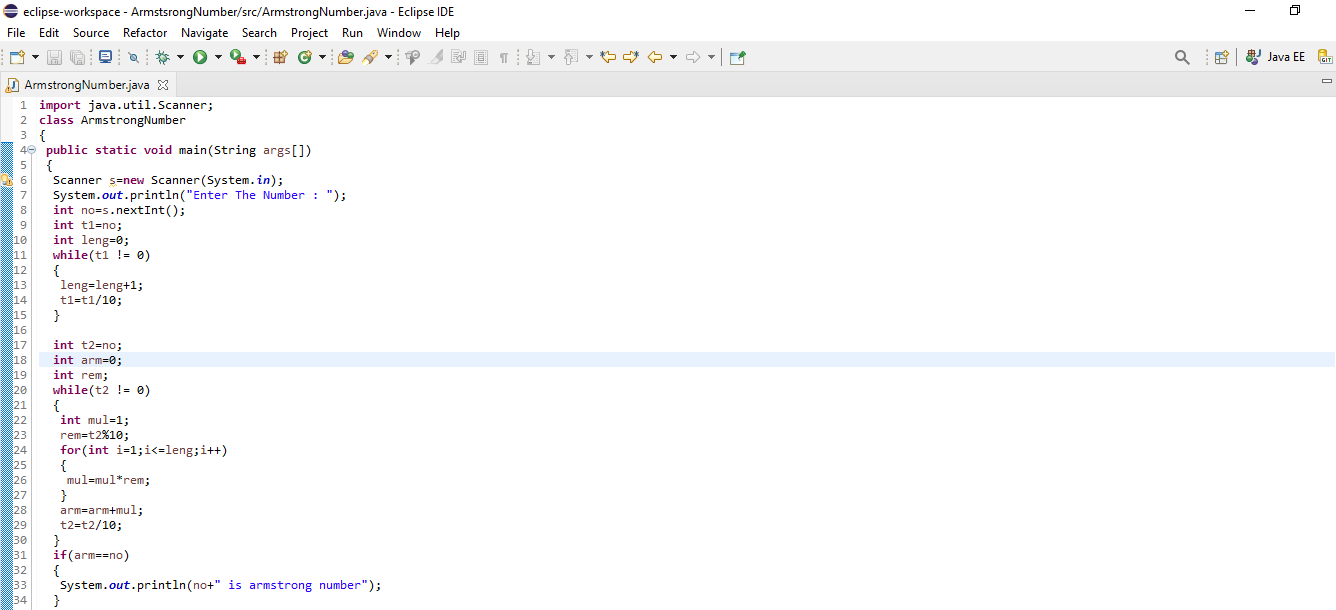 eclipse-workspace - ArmstsrongNumber/src/ArmstrongNumber.java - Eclipse IDE
File Edit Source Refactor Navigate Search Project Run Window Help
Java EE
GIT
ArmstrongNumber.java
1 import java.util.Scanner;
2 class ArmstrongNumber
3 {
4 public static void main(String args[])
5 {
6 Scanner s=new Scanner(System.in);
7 System.out.println("Enter The Number : ");
8 int no=s.nextInt();
9 int t1=no;
10 int leng=0;
11 while(t1 != 0)
12 {
13 leng=leng+1;
14 t1=t1/10;
15 }
16
17 int t2=no;
18 int arm=0;
19 int rem;
20 while(t2 != 0)
21 {
22 int mul=1;
23 rem=t2%10;
24 for(int i=1;i<=leng;i++)
25 {
26 mul=mul*rem;
27 }
28 arm=arm+mul;
29 t2=t2/10;
30 }
31 if(arm==no)
32 {
33 System.out.println(no+" is armstrong number");
34 }